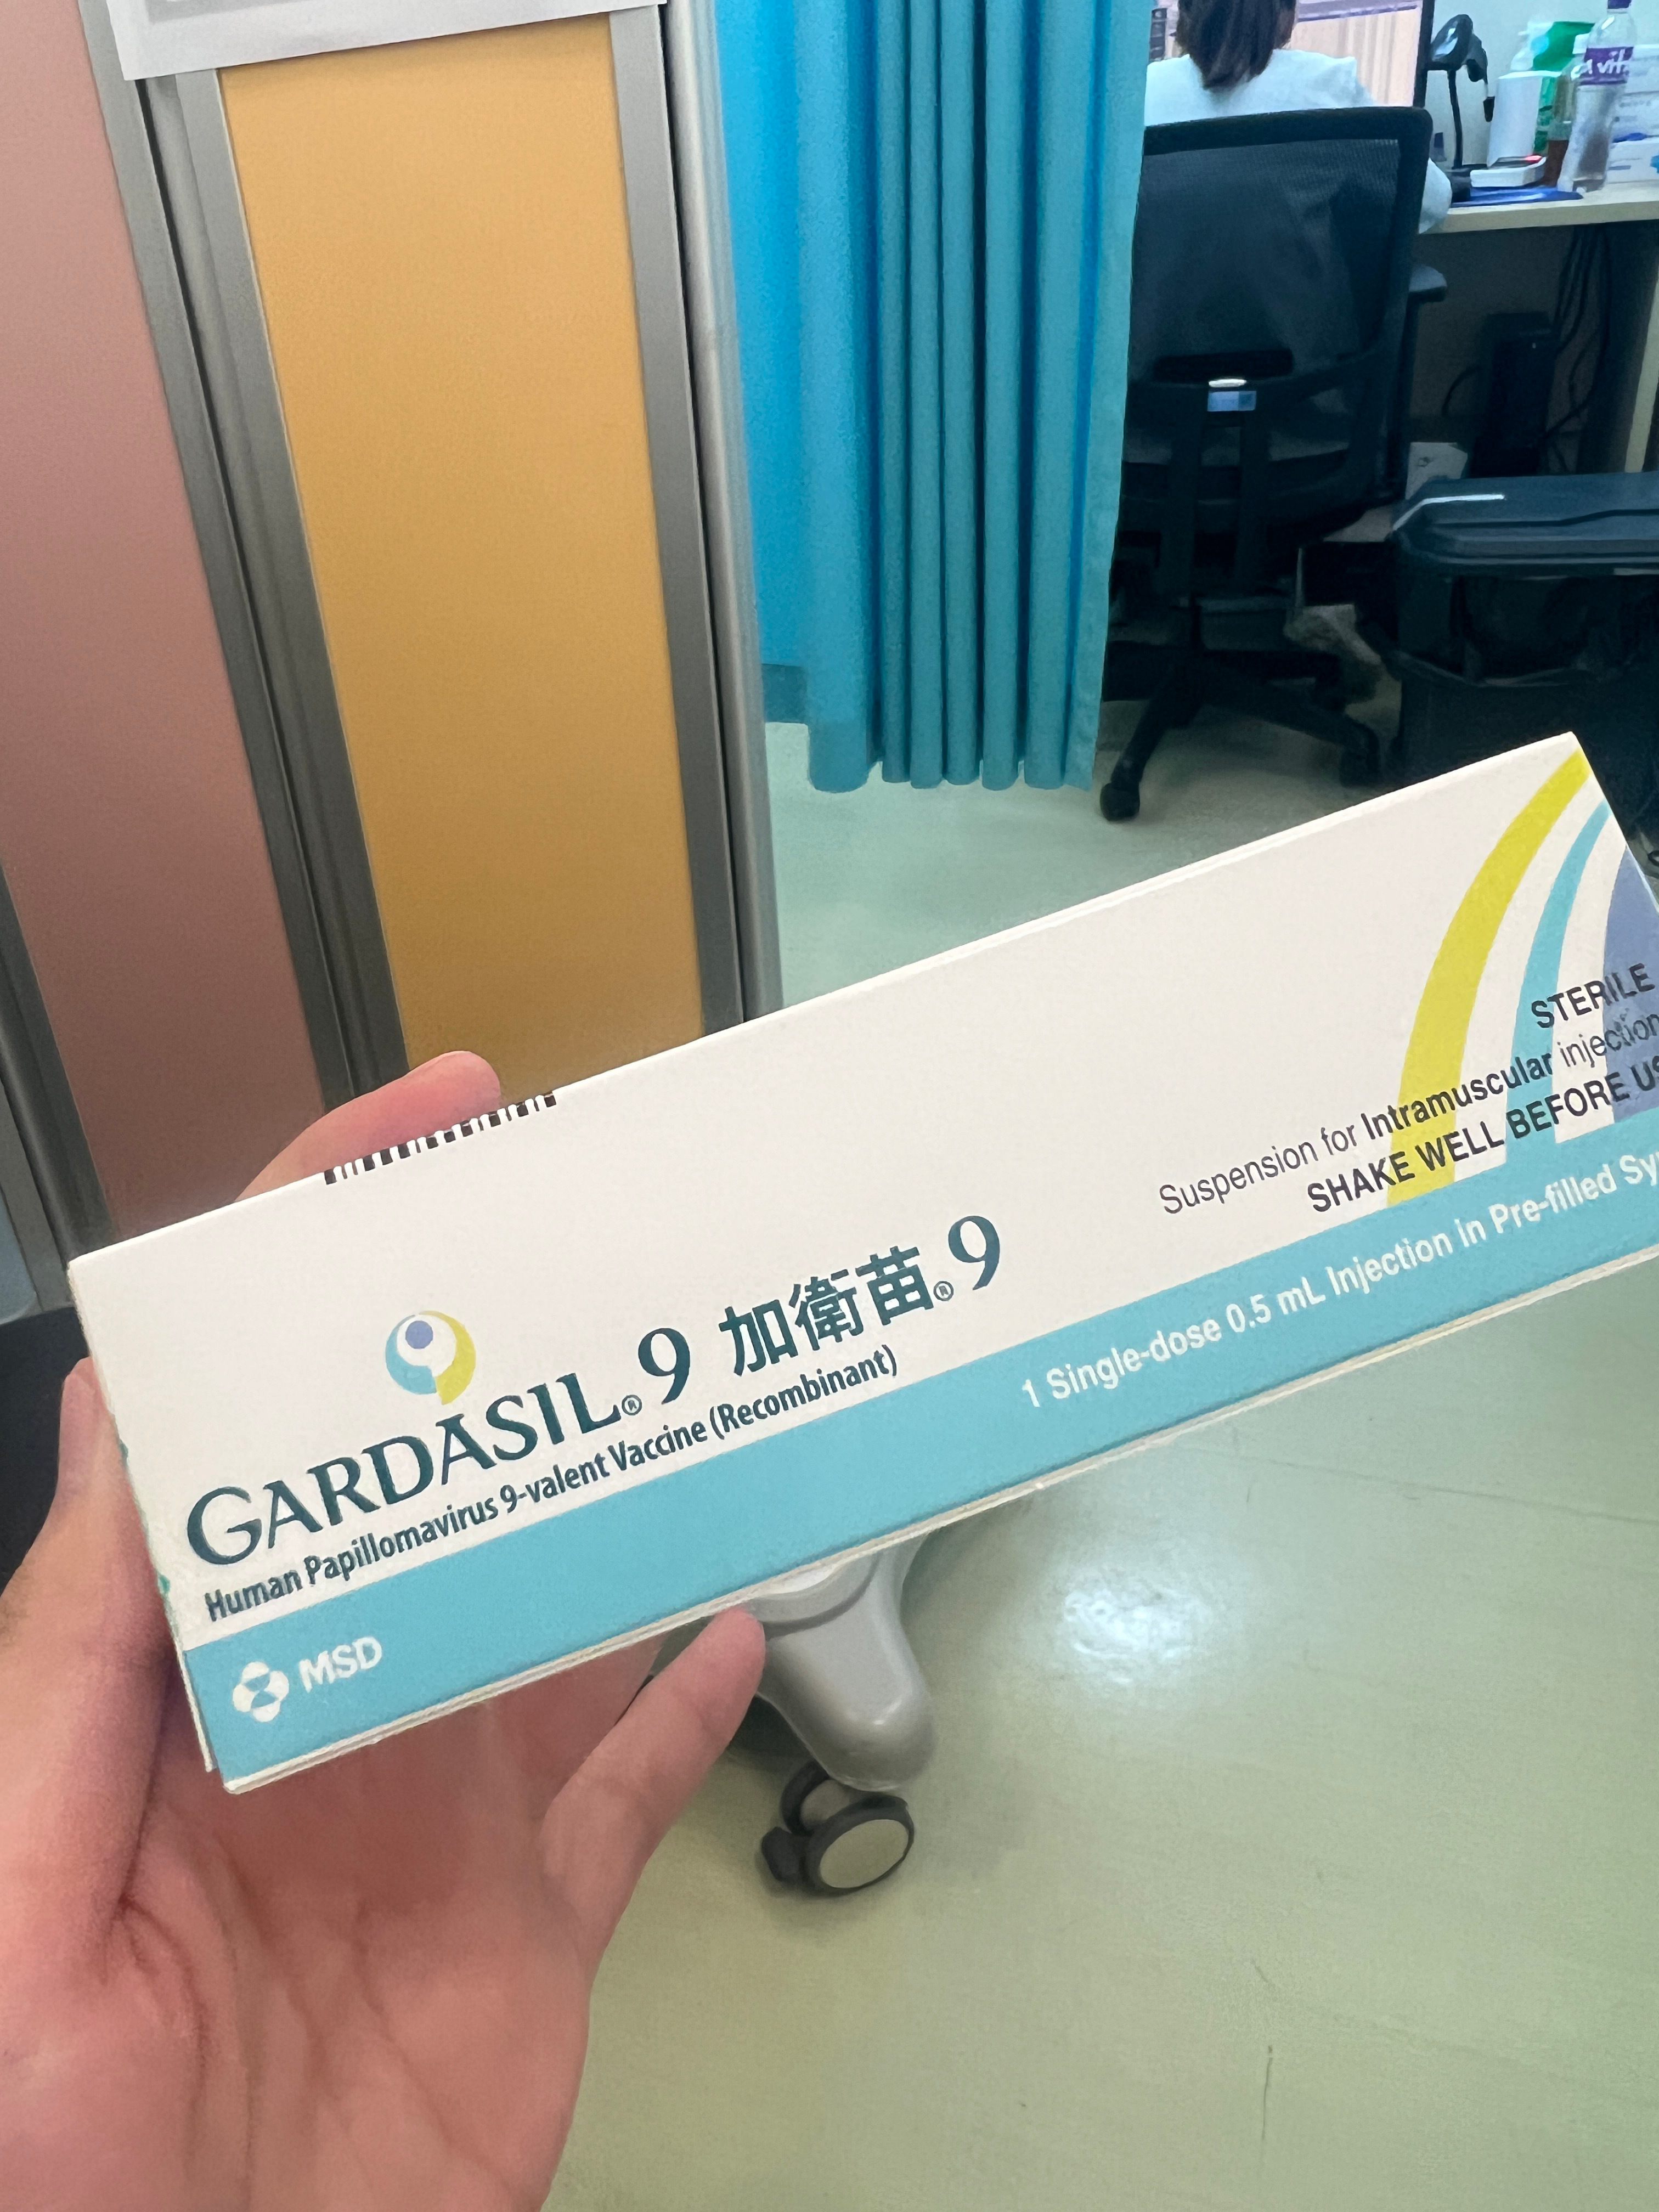 STERILE
Suspension for Intramuscular injection
SHAKE WELL BEFORE
GARDASIL® 9 加衛苗® 9
Human Papillomavirus 9-valent Vaccine (Recombinant)
1 Single-dose 0.5 mL Injection in Pre-filled
MSD